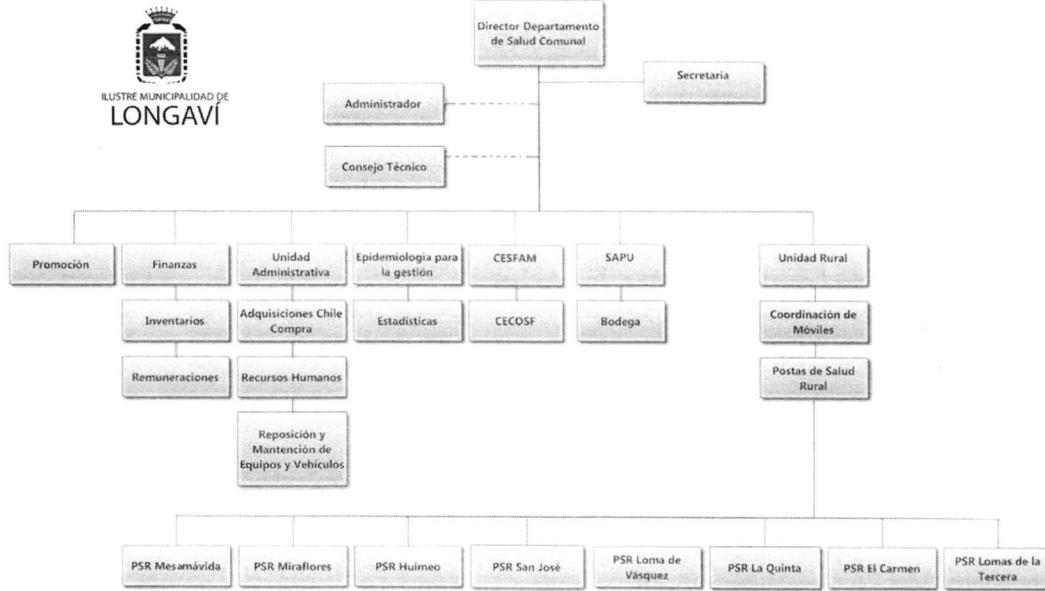 Director Departamento
de Salud Comunal
ILUSTRE MUNICIPALIDAD DE
LONGAVÍ
Secretaria
Administrador
Consejo Técnico
Promoción
Finanzas
Unidad
Administrativa
Epidemiologia para
la gestión
CESFAM
SAPU
Unidad Rural
Inventarios
Adquisiciones Chile
Compra
Estadísticas
CECOSF
Bodega
Coordinación de
Móviles
Remuneraciones
Recursos Humanos
Postas de Salud
Rural
Reposición y
Mantención de
Equipos y Vehículos
PSR Mesamávida
PSR Miraflores
PSR Huimeo
PSR San José
PSR Loma de
Vásquez
PSR La Quinta
PSR El Carmen
PSR Lomas de la
Tercera